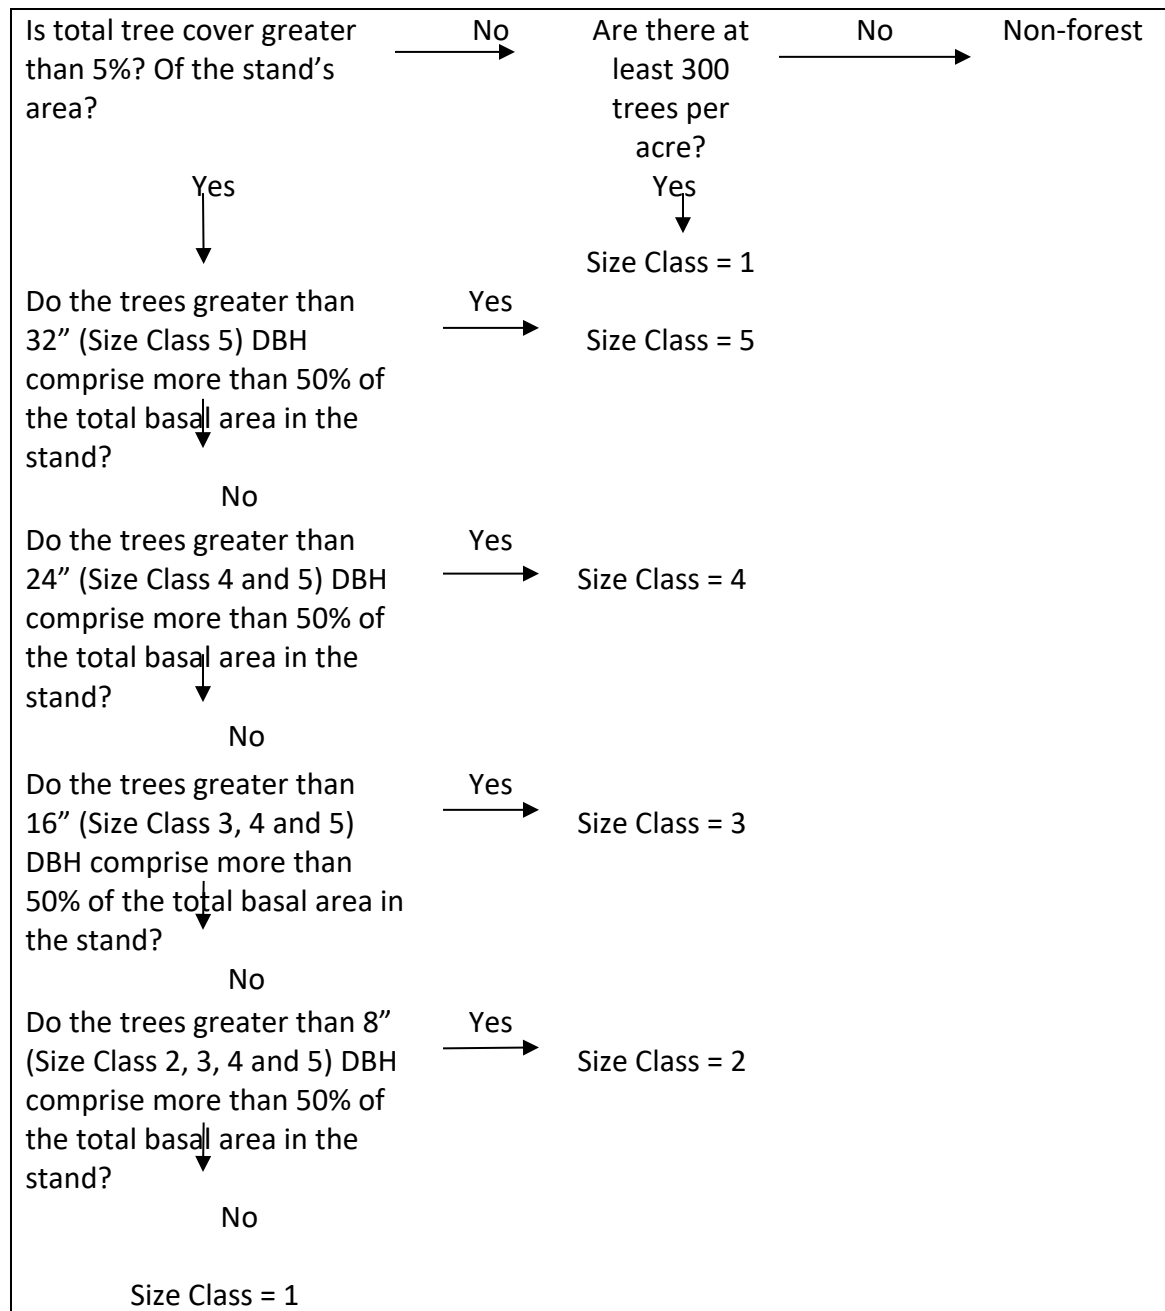 Is total tree cover greater
than 5%? Of the stand’s
area?
No
Are there at
least 300
trees per
acre?
No
Non-forest
Yes
Yes
Size Class = 1
Do the trees greater than
32” (Size Class 5) DBH
comprise more than 50% of
the total basal area in the
stand?
Yes
Size Class = 5
No
Do the trees greater than
24” (Size Class 4 and 5) DBH
comprise more than 50% of
the total basal area in the
stand?
Yes
Size Class = 4
No
Do the trees greater than
16” (Size Class 3, 4 and 5)
DBH comprise more than
50% of the total basal area in
the stand?
Yes
Size Class = 3
No
Do the trees greater than 8”
(Size Class 2, 3, 4 and 5) DBH
comprise more than 50% of
the total basal area in the
stand?
Yes
Size Class = 2
No
Size Class = 1